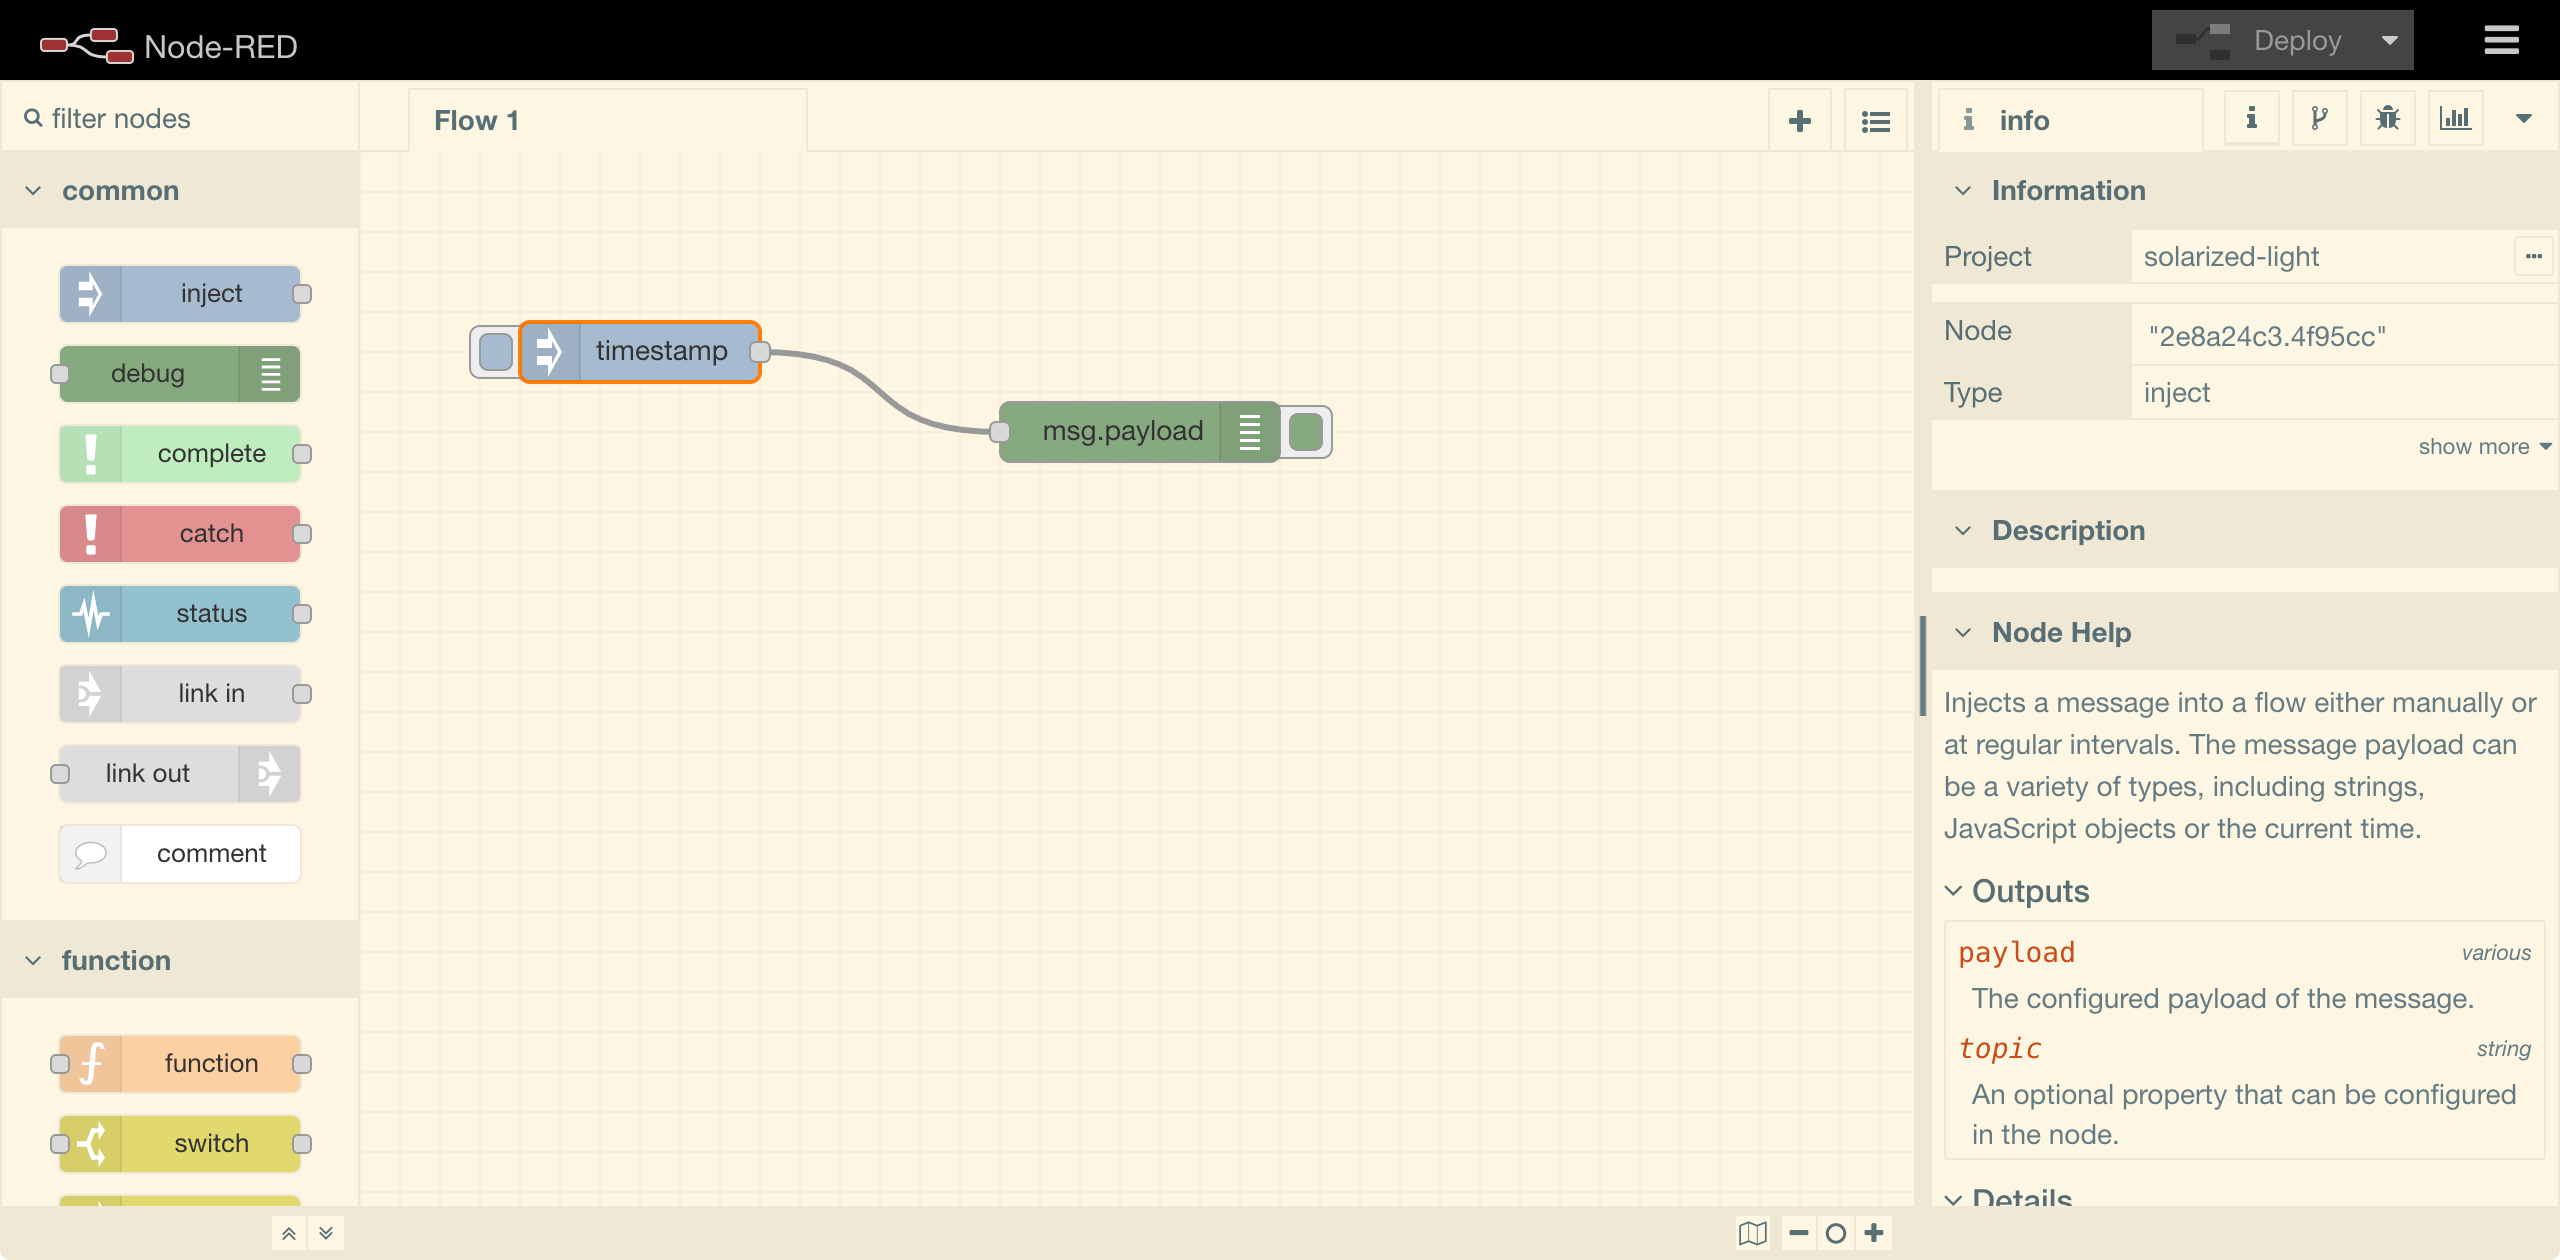 Node-RED
Deploy
filter nodes
common
inject
debug
complete
catch
status
link in
link out
comment
function
function
switch
Flow 1
timestamp
msg.payload
info
Information
Project
solarized-light
Node
"2e8a24c3.4f95cc"
Type
inject
show more
Description
Node Help
Injects a message into a flow either manually or
at regular intervals. The message payload can
be a variety of types, including strings,
JavaScript objects or the current time.
Outputs
payload various
The configured payload of the message.
topic string
An optional property that can be configured
in the node.
Details